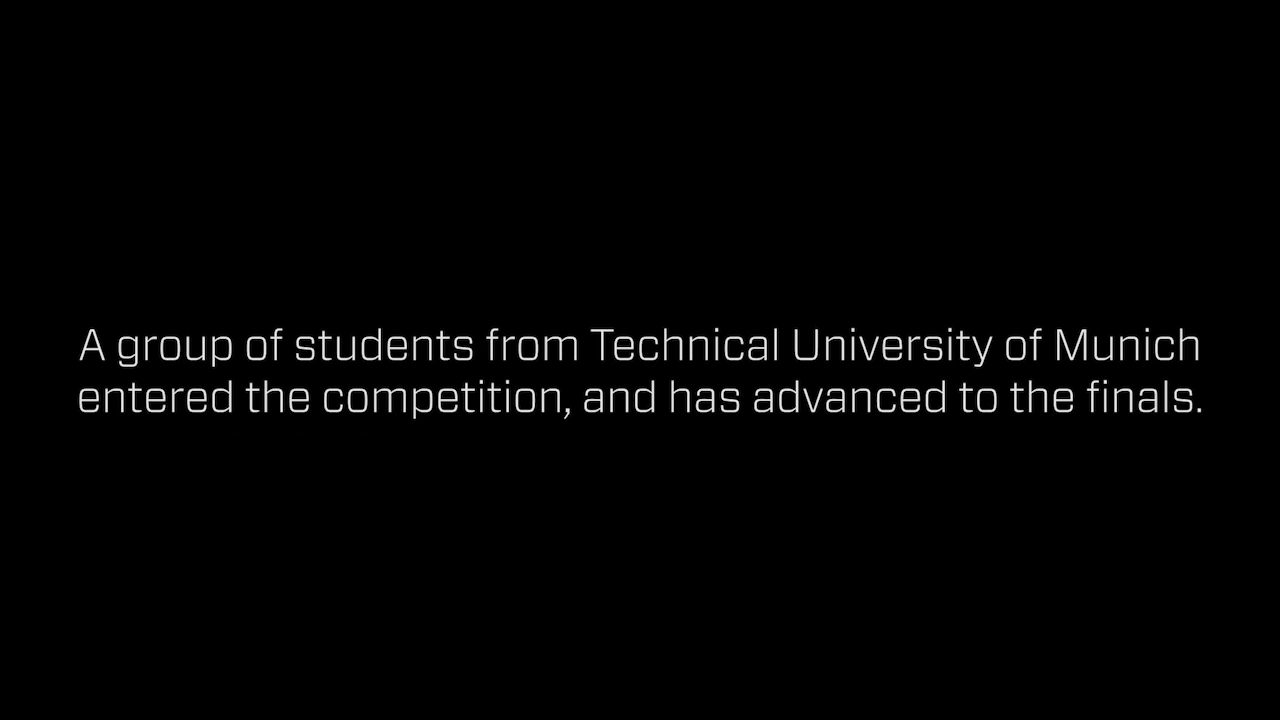 A group of students from Technical University of Munich
entered the competition, and has advanced to the finals.